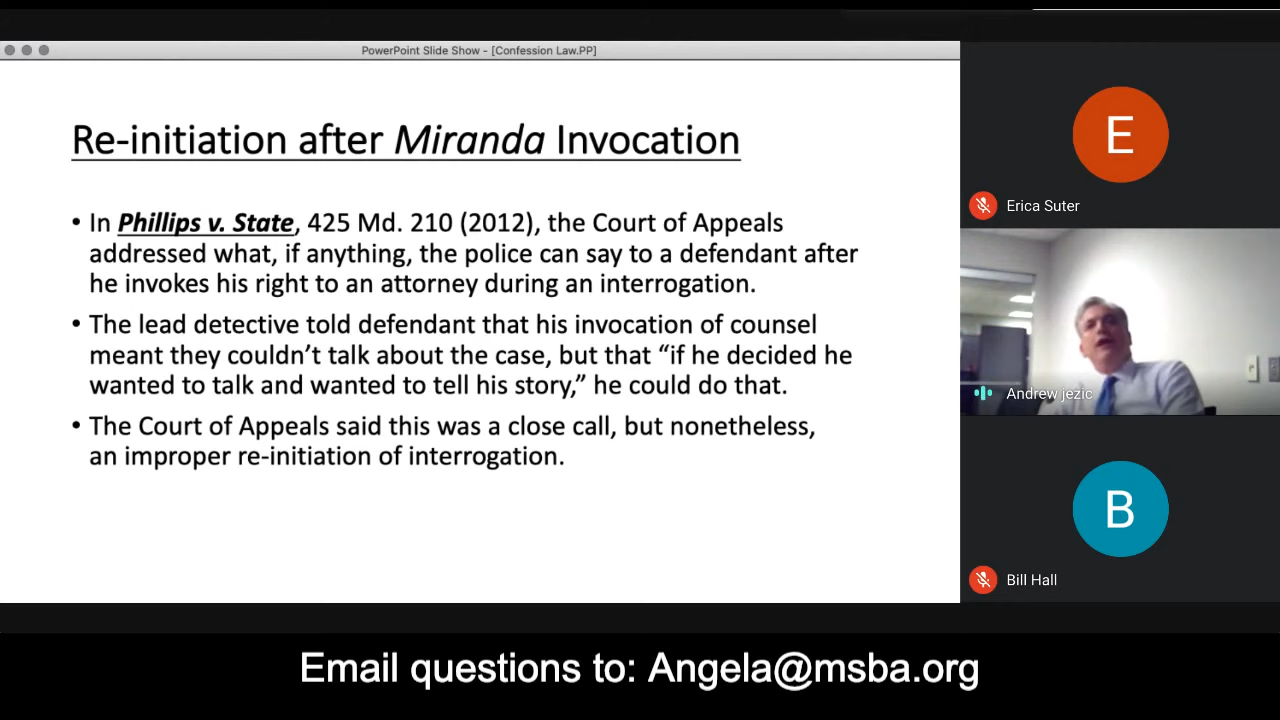 PowerPoint Slide Show - [Confession Law.PP]
Re-initiation after Miranda Invocation
• In Phillips v. State, 425 Md. 210 (2012), the Court of Appeals
addressed what, if anything, the police can say to a defendant after
he invokes his right to an attorney during an interrogation.
• The lead detective told defendant that his invocation of counsel
meant they couldn’t talk about the case, but that “if he decided he
wanted to talk and wanted to tell his story,” he could do that.
• The Court of Appeals said this was a close call, but nonetheless,
an improper re-initiation of interrogation.
E
Erica Suter
Andrew jezic
B
Bill Hall
Email questions to: Angela@msba.org